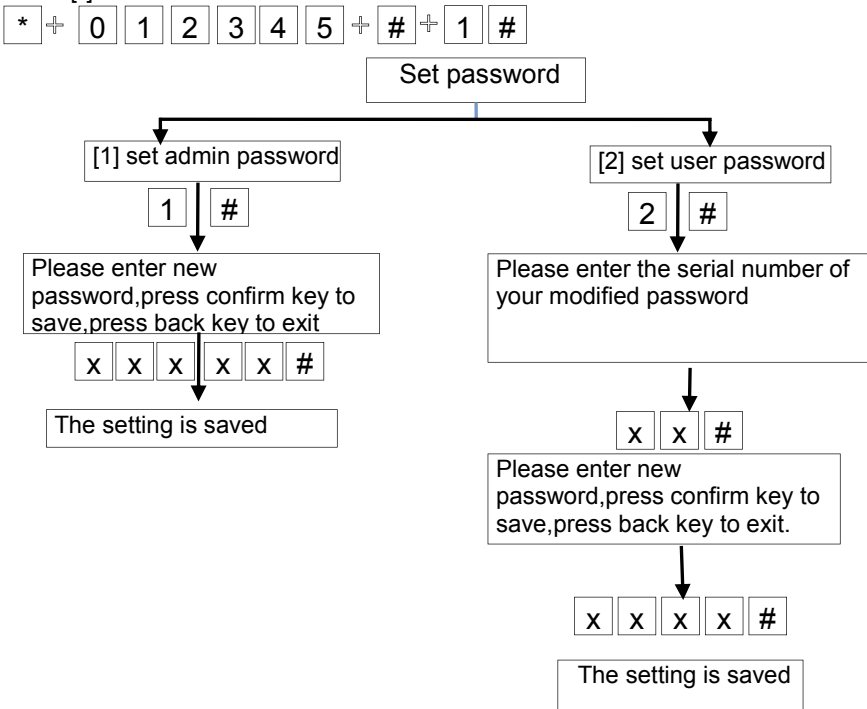 * + 0 1 2 3 4 5 + # + 1 #
Set password
[1] set admin password
1 #
Please enter new
password,press confirm key to
save,press back key to exit
x x x x x #
The setting is saved
[2] set user password
2 #
Please enter the serial number of
your modified password
x x #
Please enter new
password,press confirm key to
save,press back key to exit.
x x x x #
The setting is saved